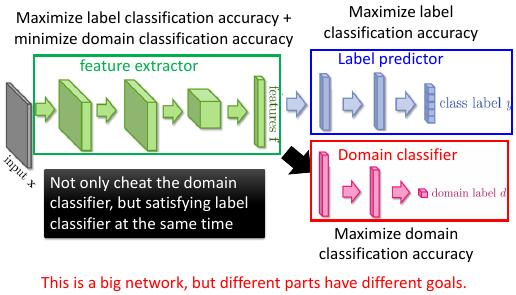 Maximize label classification accuracy +
minimize domain classification accuracy
Maximize label
classification accuracy
feature extractor
Label predictor
input x
features f
class label y
Domain classifier
domain label d
Not only cheat the domain
classifier, but satisfying label
classifier at the same time
Maximize domain
classification accuracy
This is a big network, but different parts have different goals.